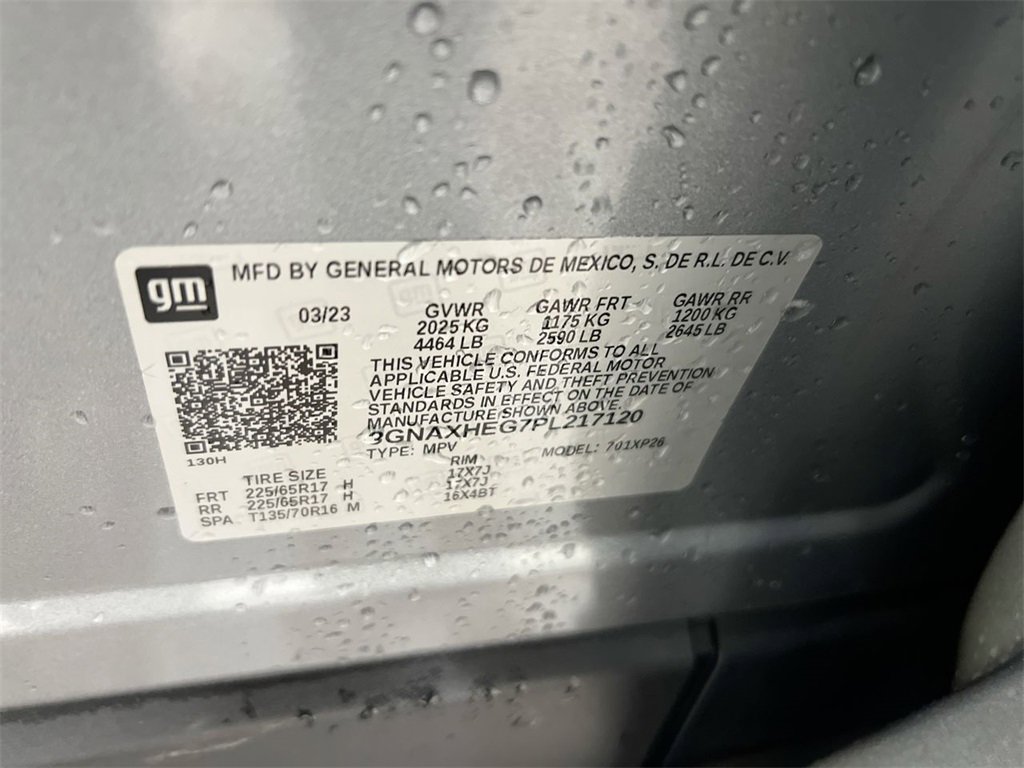 gm
MFD BY GENERAL MOTORS DE MEXICO, S. DE R.L. DE C.V.
03/23 GVWR GAWR FRT GAWR RR
2025 KG 1175 KG 1200 KG
4464 LB 2590 LB 2645 LB
THIS VEHICLE CONFORMS TO ALL
APPLICABLE U.S. FEDERAL MOTOR
VEHICLE SAFETY AND THEFT PREVENTION
STANDARDS IN EFFECT ON THE DATE OF
MANUFACTURE SHOWN ABOVE
3GNAXHEG7PL217120
TYPE: MPV MODEL: 701XP26
130H
TIRE SIZE RIM
FRT 225/65R17 H 17X7J
RR 225/65R17 H 17X7J
SPA T135/70R16 M 16X4BT